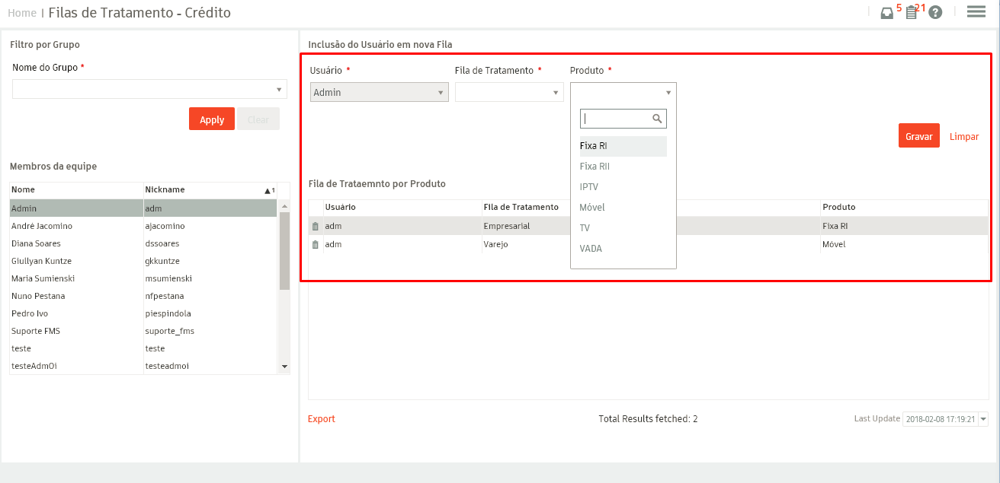 Home | Filas de Tratamento - Crédito
5 21 ?
Filtro por Grupo
Nome do Grupo *
Apply Clear
Membros da equipe
Nome Nickname ▲1
Admin adm
André Jacomino ajacomino
Diana Soares dssoares
Giullyan Kuntze gkkuntze
Maria Sumienski msumienski
Nuno Pestana nfpestana
Pedro Ivo piespindola
Suporte FMS suporte_fms
teste teste
testeAdmOi testeadmoi
Inclusão do Usuário em nova Fila
Usuário * Fila de Tratamento * Produto *
Admin
Fixa RI
Fixa RII
IPTV
Móvel
TV
VADA
Gravar Limpar
Fila de Trataemnto por Produto
Usuário Fila de Tratamento Produto
adm Empresarial Fixa RI
adm Varejo Móvel
Export Total Results fetched: 2 Last Update 2018-02-08 17:19:21